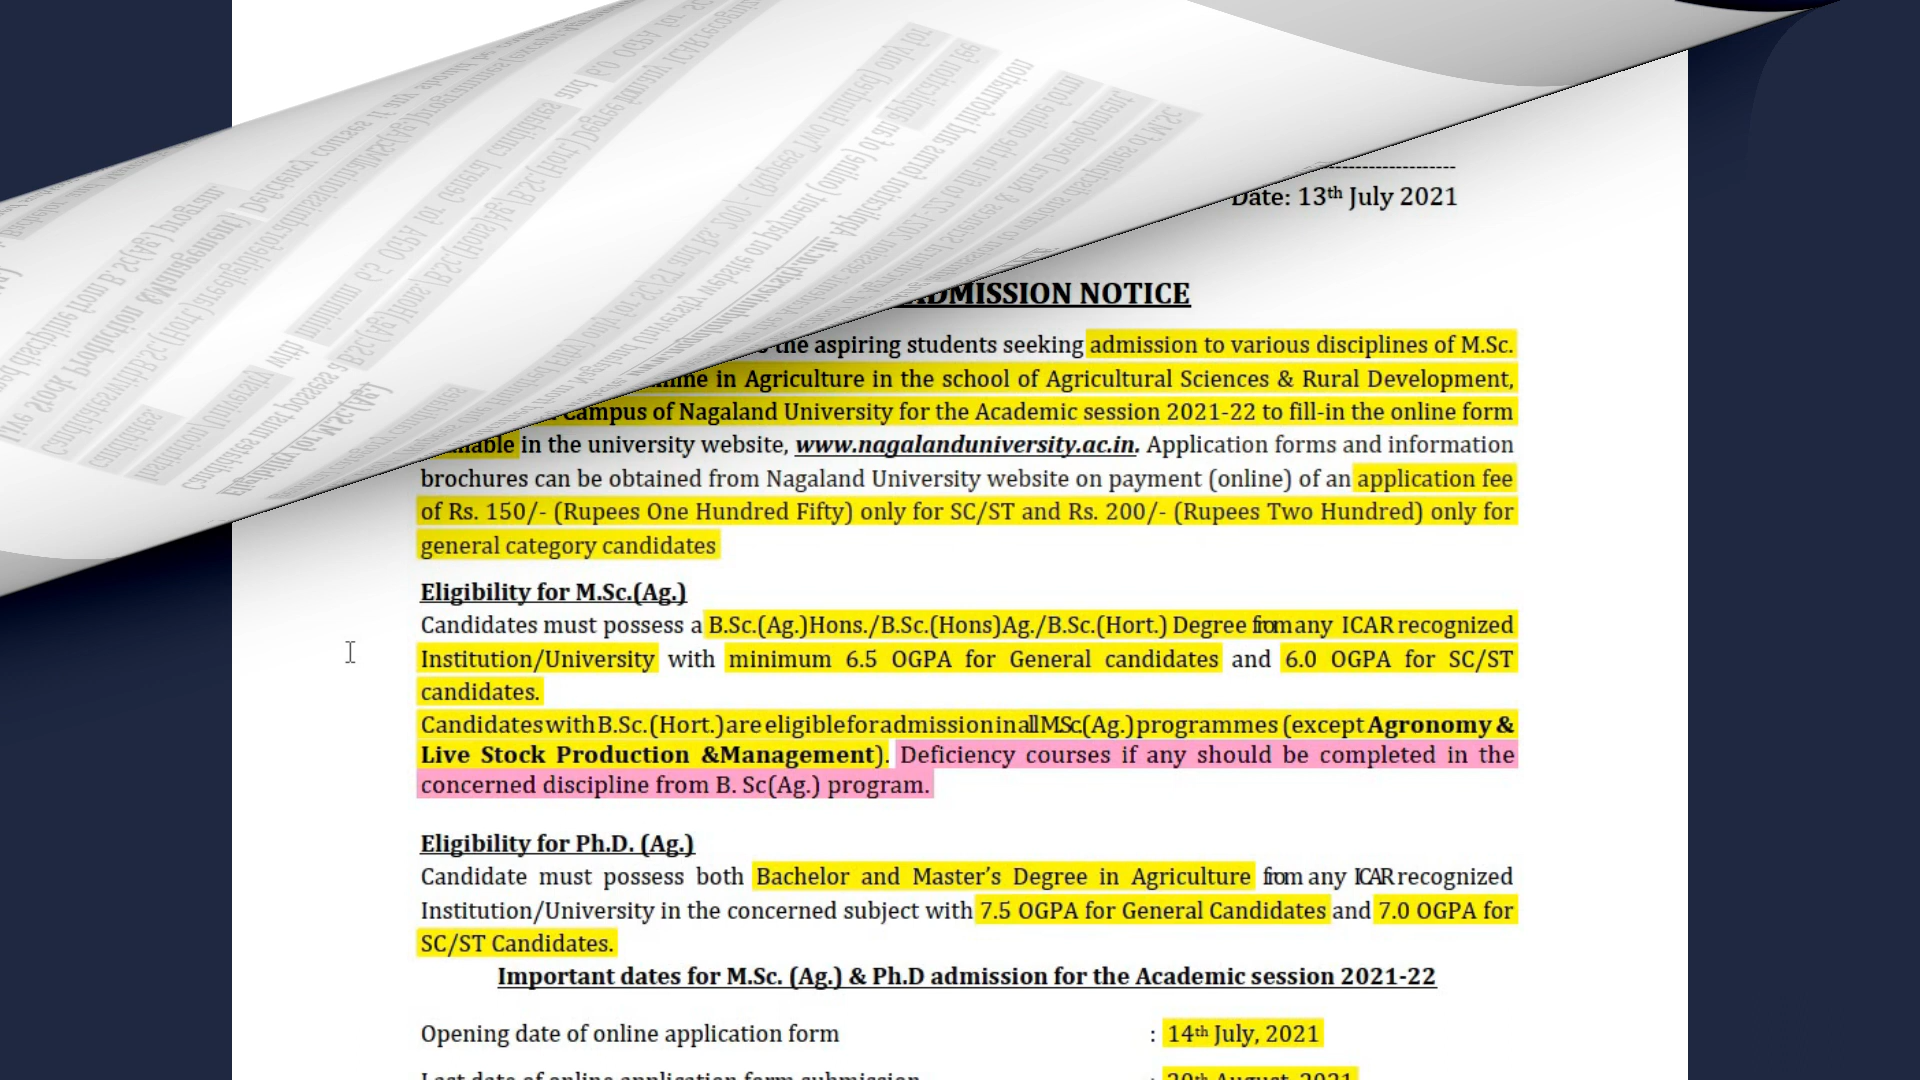 Date: 13th July 2021
ADMISSION NOTICE
the aspiring students seeking admission to various disciplines of M.Sc.
in Agriculture in the school of Agricultural Sciences & Rural Development,
Campus of Nagaland University for the Academic session 2021-22 to fill-in the online form
in the university website, www.nagalanduniversity.ac.in. Application forms and information
brochures can be obtained from Nagaland University website on payment (online) of an application fee
of Rs. 150/- (Rupees One Hundred Fifty) only for SC/ST and Rs. 200/- (Rupees Two Hundred) only for
general category candidates
Eligibility for M.Sc.(Ag.)
Candidates must possess a B.Sc.(Ag.)Hons./B.Sc.(Hons)Ag./B.Sc.(Hort.) Degree from any ICAR recognized
Institution/University with minimum 6.5 OGPA for General candidates and 6.0 OGPA for SC/ST
candidates.
Candidates with B.Sc. (Hort.) are eligible for admission in all M.Sc.(Ag.) programmes (except Agronomy &
Live Stock Production &Management). Deficiency courses if any should be completed in the
concerned discipline from B. Sc(Ag.) program.
Eligibility for Ph.D. (Ag.)
Candidate must possess both Bachelor and Master's Degree in Agriculture from any ICAR recognized
Institution/University in the concerned subject with 7.5 OGPA for General Candidates and 7.0 OGPA for
SC/ST Candidates.
Important dates for M.Sc. (Ag.) & Ph.D admission for the Academic session 2021-22
Opening date of online application form : 14th July, 2021
Last date of online application form submission : 20th August, 2021